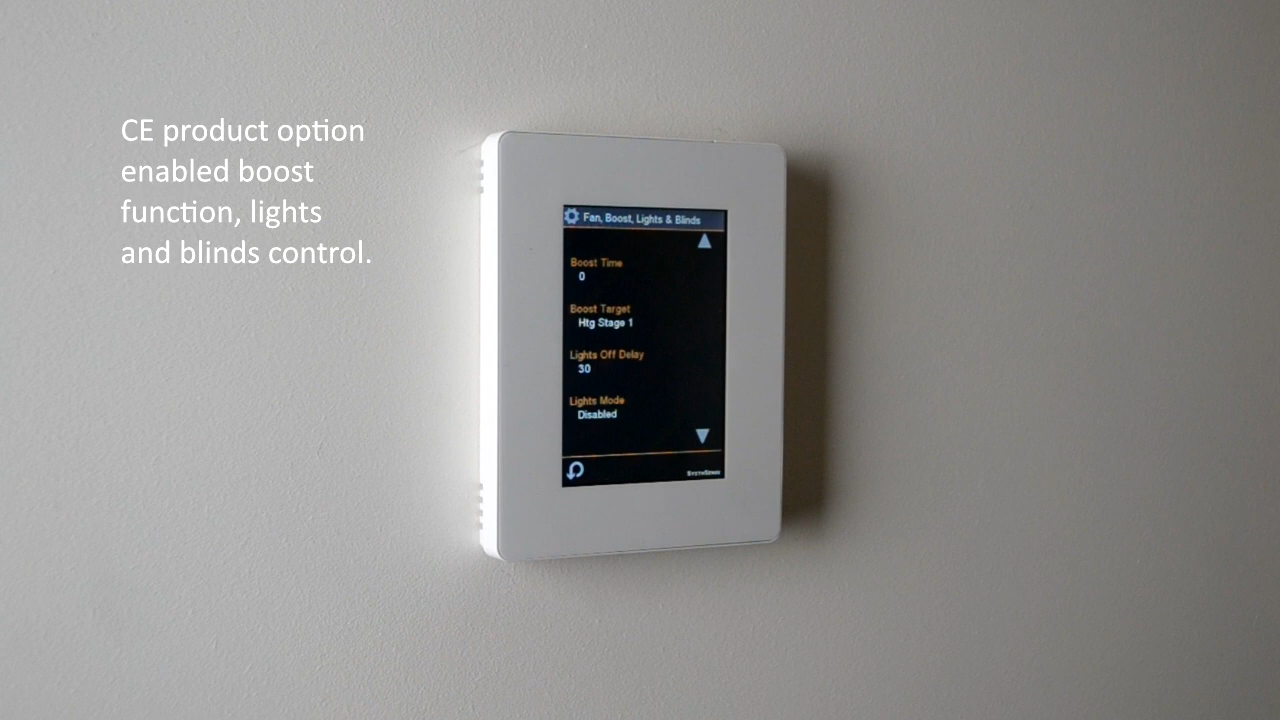 CE product option
enabled boost
function, lights
and blinds control.
Fan, Boost, Lights & Blinds
Boost Time
0
Boost Target
Htg Stage 1
Lights Off Delay
30
Lights Mode
Disabled